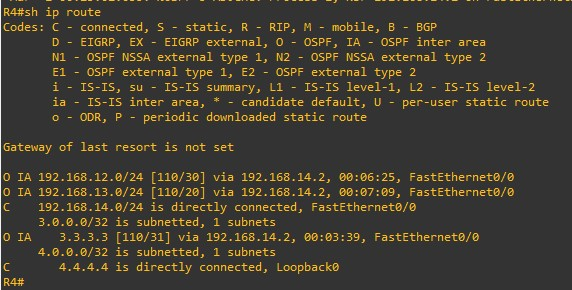 R4#sh ip route
Codes: C - connected, S - static, R - RIP, M - mobile, B - BGP
       D - EIGRP, EX - EIGRP external, O - OSPF, IA - OSPF inter area
       N1 - OSPF NSSA external type 1, N2 - OSPF NSSA external type 2
       E1 - OSPF external type 1, E2 - OSPF external type 2
       i - IS-IS, su - IS-IS summary, L1 - IS-IS level-1, L2 - IS-IS level-2
       ia - IS-IS inter area, * - candidate default, U - per-user static route
       o - ODR, P - periodic downloaded static route
Gateway of last resort is not set
O IA 192.168.12.0/24 [110/30] via 192.168.14.2, 00:06:25, FastEthernet0/0
O IA 192.168.13.0/24 [110/20] via 192.168.14.2, 00:07:09, FastEthernet0/0
C    192.168.14.0/24 is directly connected, FastEthernet0/0
     3.0.0.0/32 is subnetted, 1 subnets
O IA    3.3.3.3 [110/31] via 192.168.14.2, 00:03:39, FastEthernet0/0
     4.0.0.0/32 is subnetted, 1 subnets
C       4.4.4.4 is directly connected, Loopback0
R4#